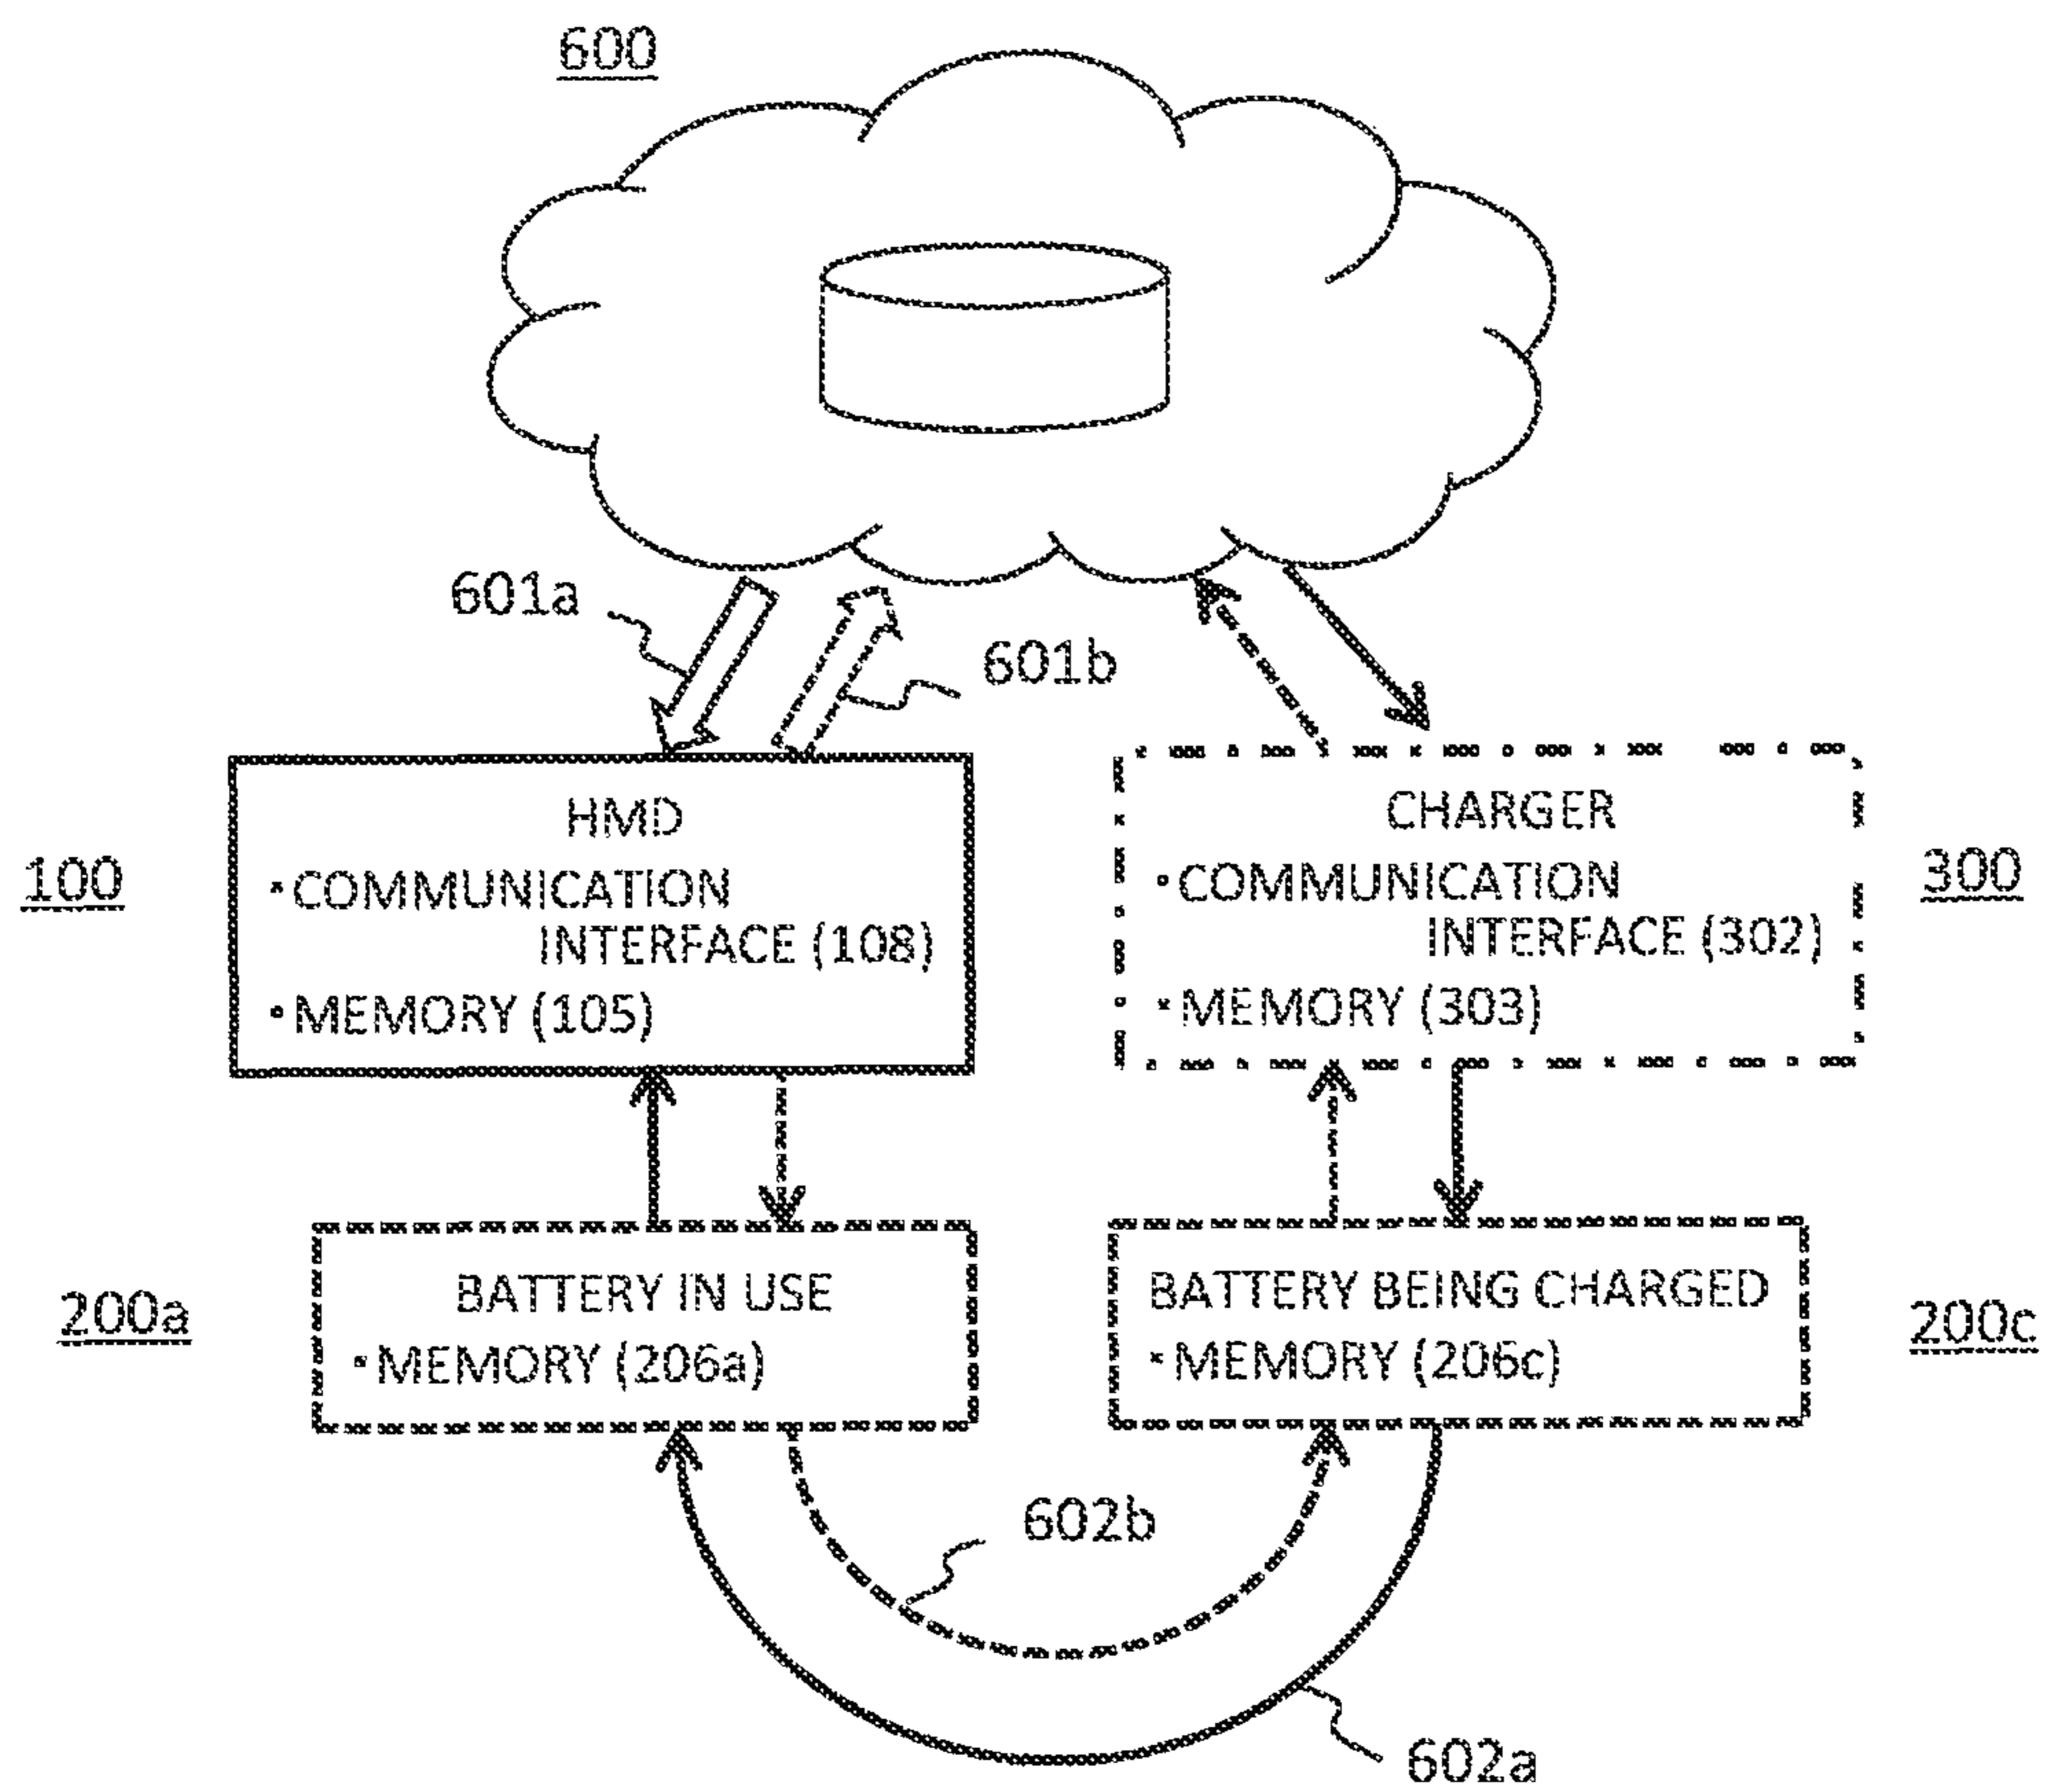 600
601a
601b
HMD
・COMMUNICATION
INTERFACE (108)
・MEMORY (105)
100
CHARGER
・COMMUNICATION
INTERFACE (302)
・MEMORY (303)
300
BATTERY IN USE
・MEMORY (206a)
200a
BATTERY BEING CHARGED
・MEMORY (206c)
200c
602b
602a